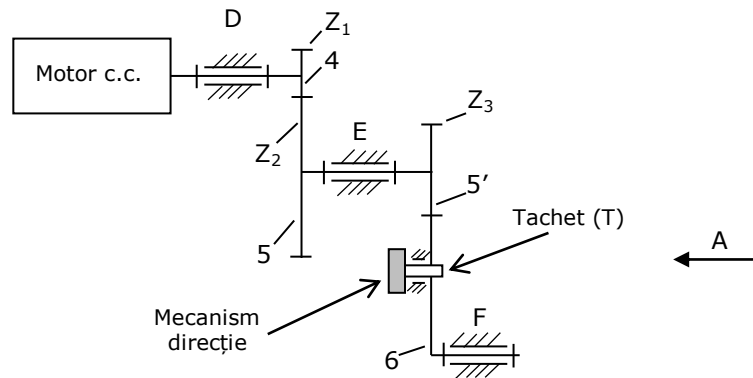 D
Z1
4
Motor c.c.
E
Z3
Z2
5′
5
Tachet (T)
A
Mecanism
direcție
F
6